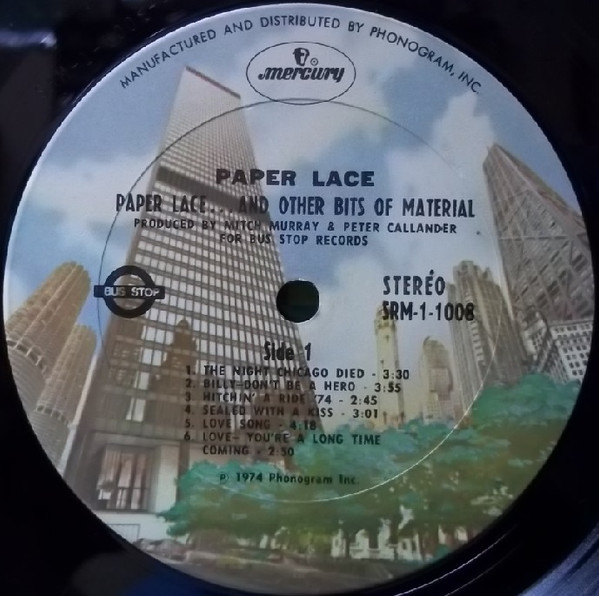 MANUFACTURED AND DISTRIBUTED BY PHONOGRAM, INC.
mercury
PAPER LACE
PAPER LACE... AND OTHER BITS OF MATERIAL
PRODUCED BY MITCH MURRAY & PETER CALLANDER
FOR BUS STOP RECORDS
BUS STOP
STERÉO
SRM-1-1008
Side 1
1. THE NIGHT CHICAGO DIED - 3:30
2. BILLY-DON'T BE A HERO - 3:55
3. HITCHIN' A RIDE '74 - 2:45
4. SEALED WITH A KISS - 3:01
5. LOVE SONG - 4:18
6. LOVE- YOU'RE A LONG TIME
COMING - 2:50
℗ 1974 Phonogram Inc.